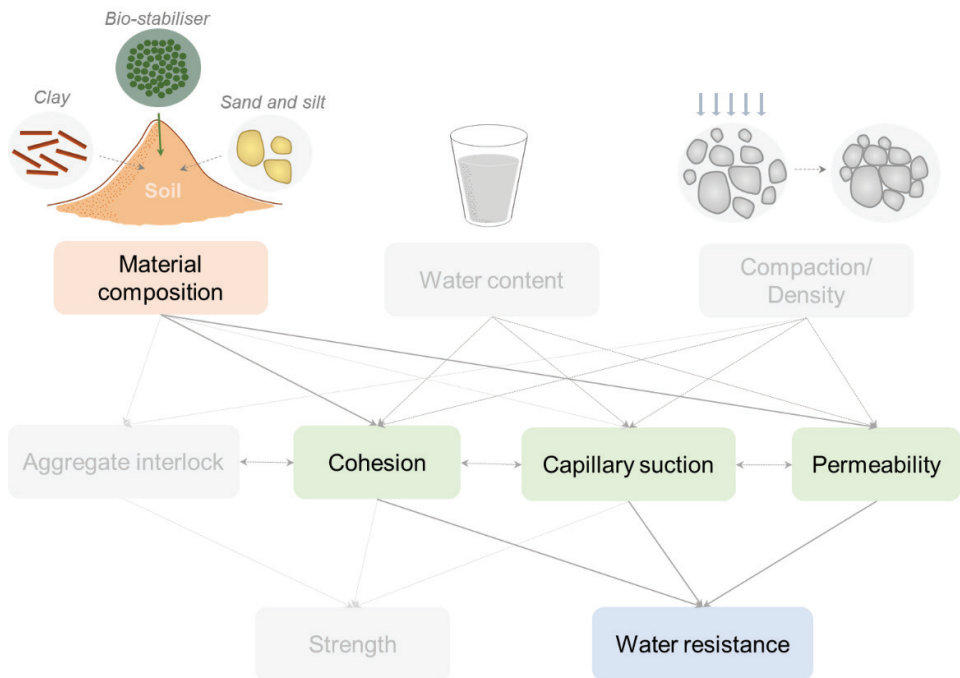 Bio-stabiliser
Clay
Sand and silt
Soil
Material
composition
Water content
Compaction/
Density
Aggregate interlock
Cohesion
Capillary suction
Permeability
Strength
Water resistance